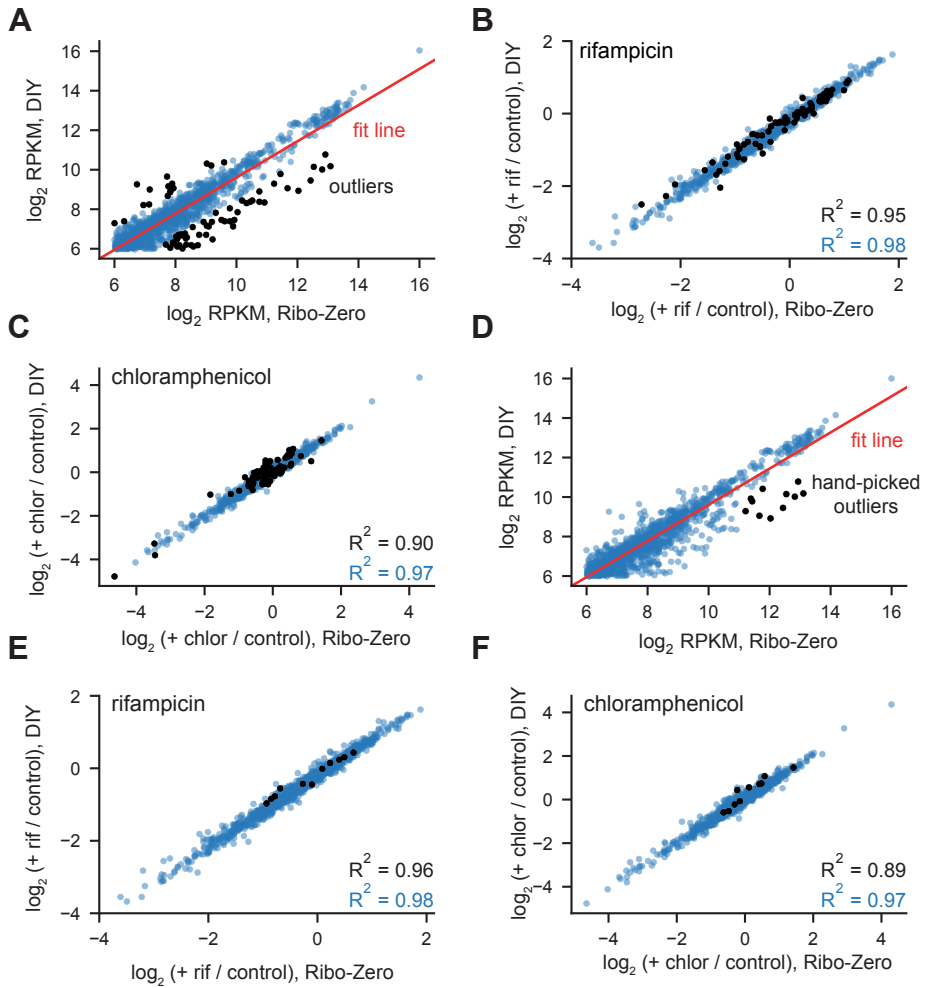 A
16
14
12
10
8
6
6
8
10
12
14
16
log2 RPKM, DIY
log2 RPKM, Ribo-Zero
fit line
outliers
B
rifampicin
2
0
−2
−4
−4
−2
0
2
log2 (+ rif / control), DIY
log2 (+ rif / control), Ribo-Zero
R2 = 0.95
R2 = 0.98
C
chloramphenicol
4
2
0
−2
−4
−4
−2
0
2
4
log2 (+ chlor / control), DIY
log2 (+ chlor / control), Ribo-Zero
R2 = 0.90
R2 = 0.97
D
16
14
12
10
8
6
6
8
10
12
14
16
log2 RPKM, DIY
log2 RPKM, Ribo-Zero
fit line
hand-picked
outliers
E
rifampicin
2
0
−2
−4
−4
−2
0
2
log2 (+ rif / control), DIY
log2 (+ rif / control), Ribo-Zero
R2 = 0.96
R2 = 0.98
F
chloramphenicol
4
2
0
−2
−4
−4
−2
0
2
4
log2 (+ chlor / control), DIY
log2 (+ chlor / control), Ribo-Zero
R2 = 0.89
R2 = 0.97